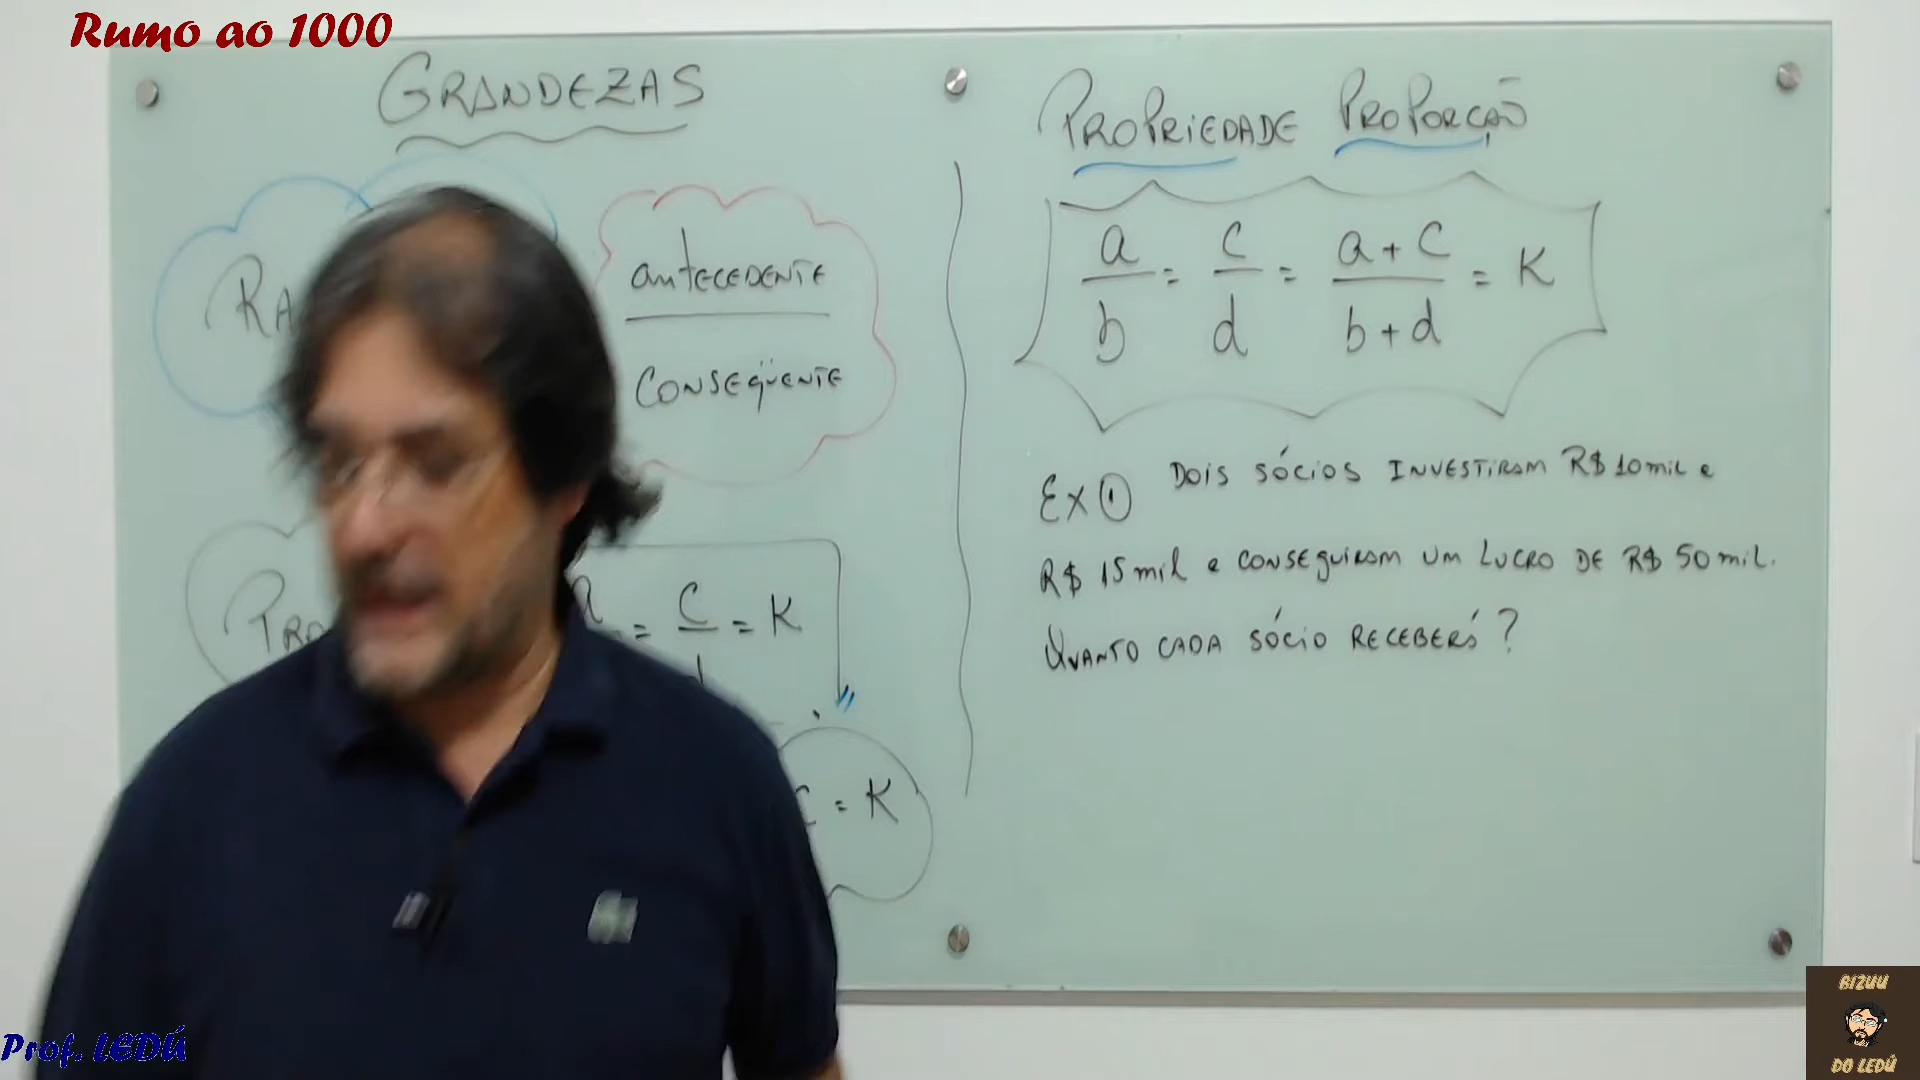 Rumo ao 1000
GRANDEZAS
antecedente
conseqüente
a = c = K
c = K
PROPRIEDADE PROPORÇÃO
a/b = c/d = a+c/b+d = K
Ex ① Dois sócios investiram R$ 10 mil e
R$ 15 mil e conseguiram um lucro de R$ 50 mil.
Quanto cada sócio receberá?
Prof. LEDÚ
BIZUU
DO LEDÚ